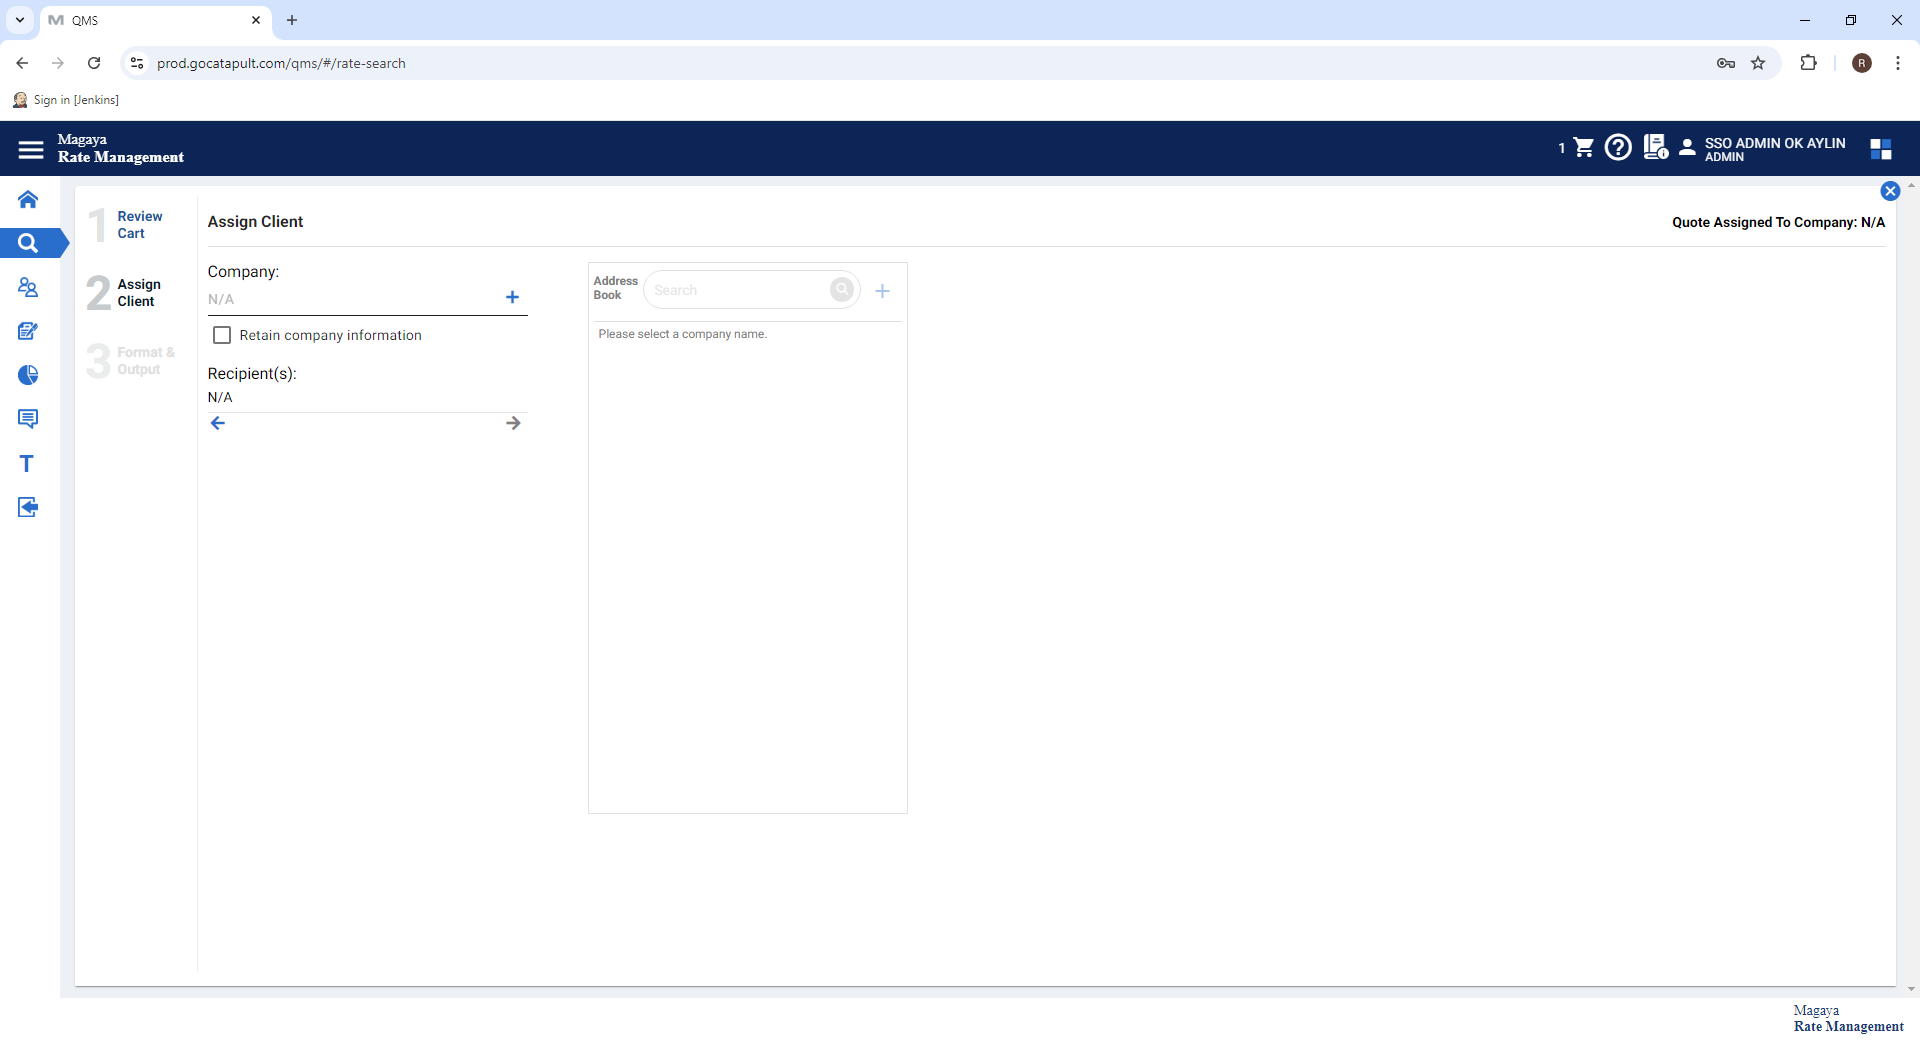 QMS
prod.gocatapult.com/qms/#/rate-search
R
Sign in [Jenkins]
Magaya
Rate Management
1
SSO ADMIN OK AYLIN
ADMIN
1 Review Cart
2 Assign Client
3 Format & Output
Assign Client
Quote Assigned To Company: N/A
Company:
N/A
Retain company information
Recipient(s):
N/A
Address
Book
Search
Please select a company name.
T
Magaya
Rate Management